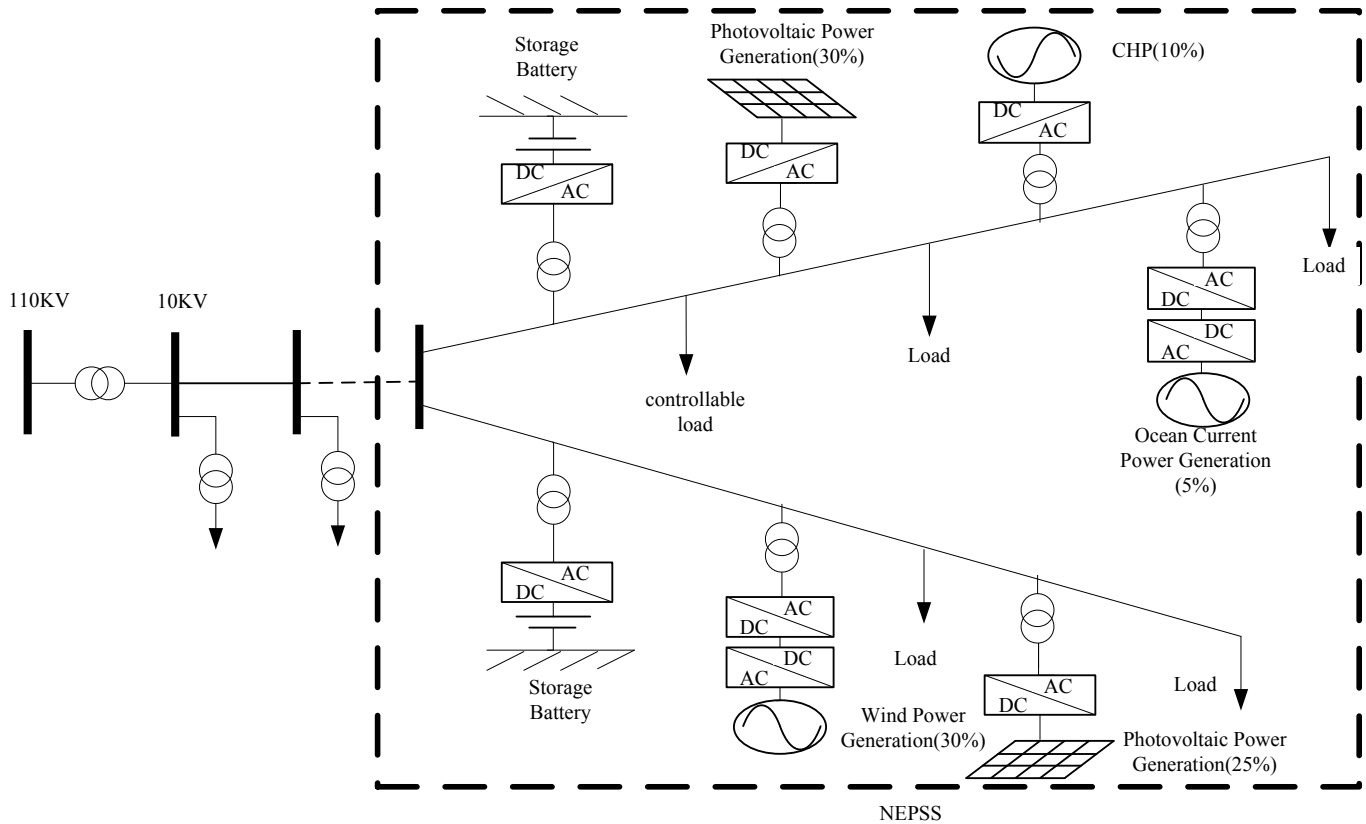 Storage
Battery
Photovoltaic Power
Generation(30%)
CHP(10%)
DC
AC
DC
AC
DC
AC
110KV
10KV
controllable
load
Load
Load
AC
DC
DC
AC
Ocean Current
Power Generation
(5%)
AC
DC
Storage
Battery
AC
DC
DC
AC
Wind Power
Generation(30%)
Load
AC
DC
Photovoltaic Power
Generation(25%)
Load
NEPSS